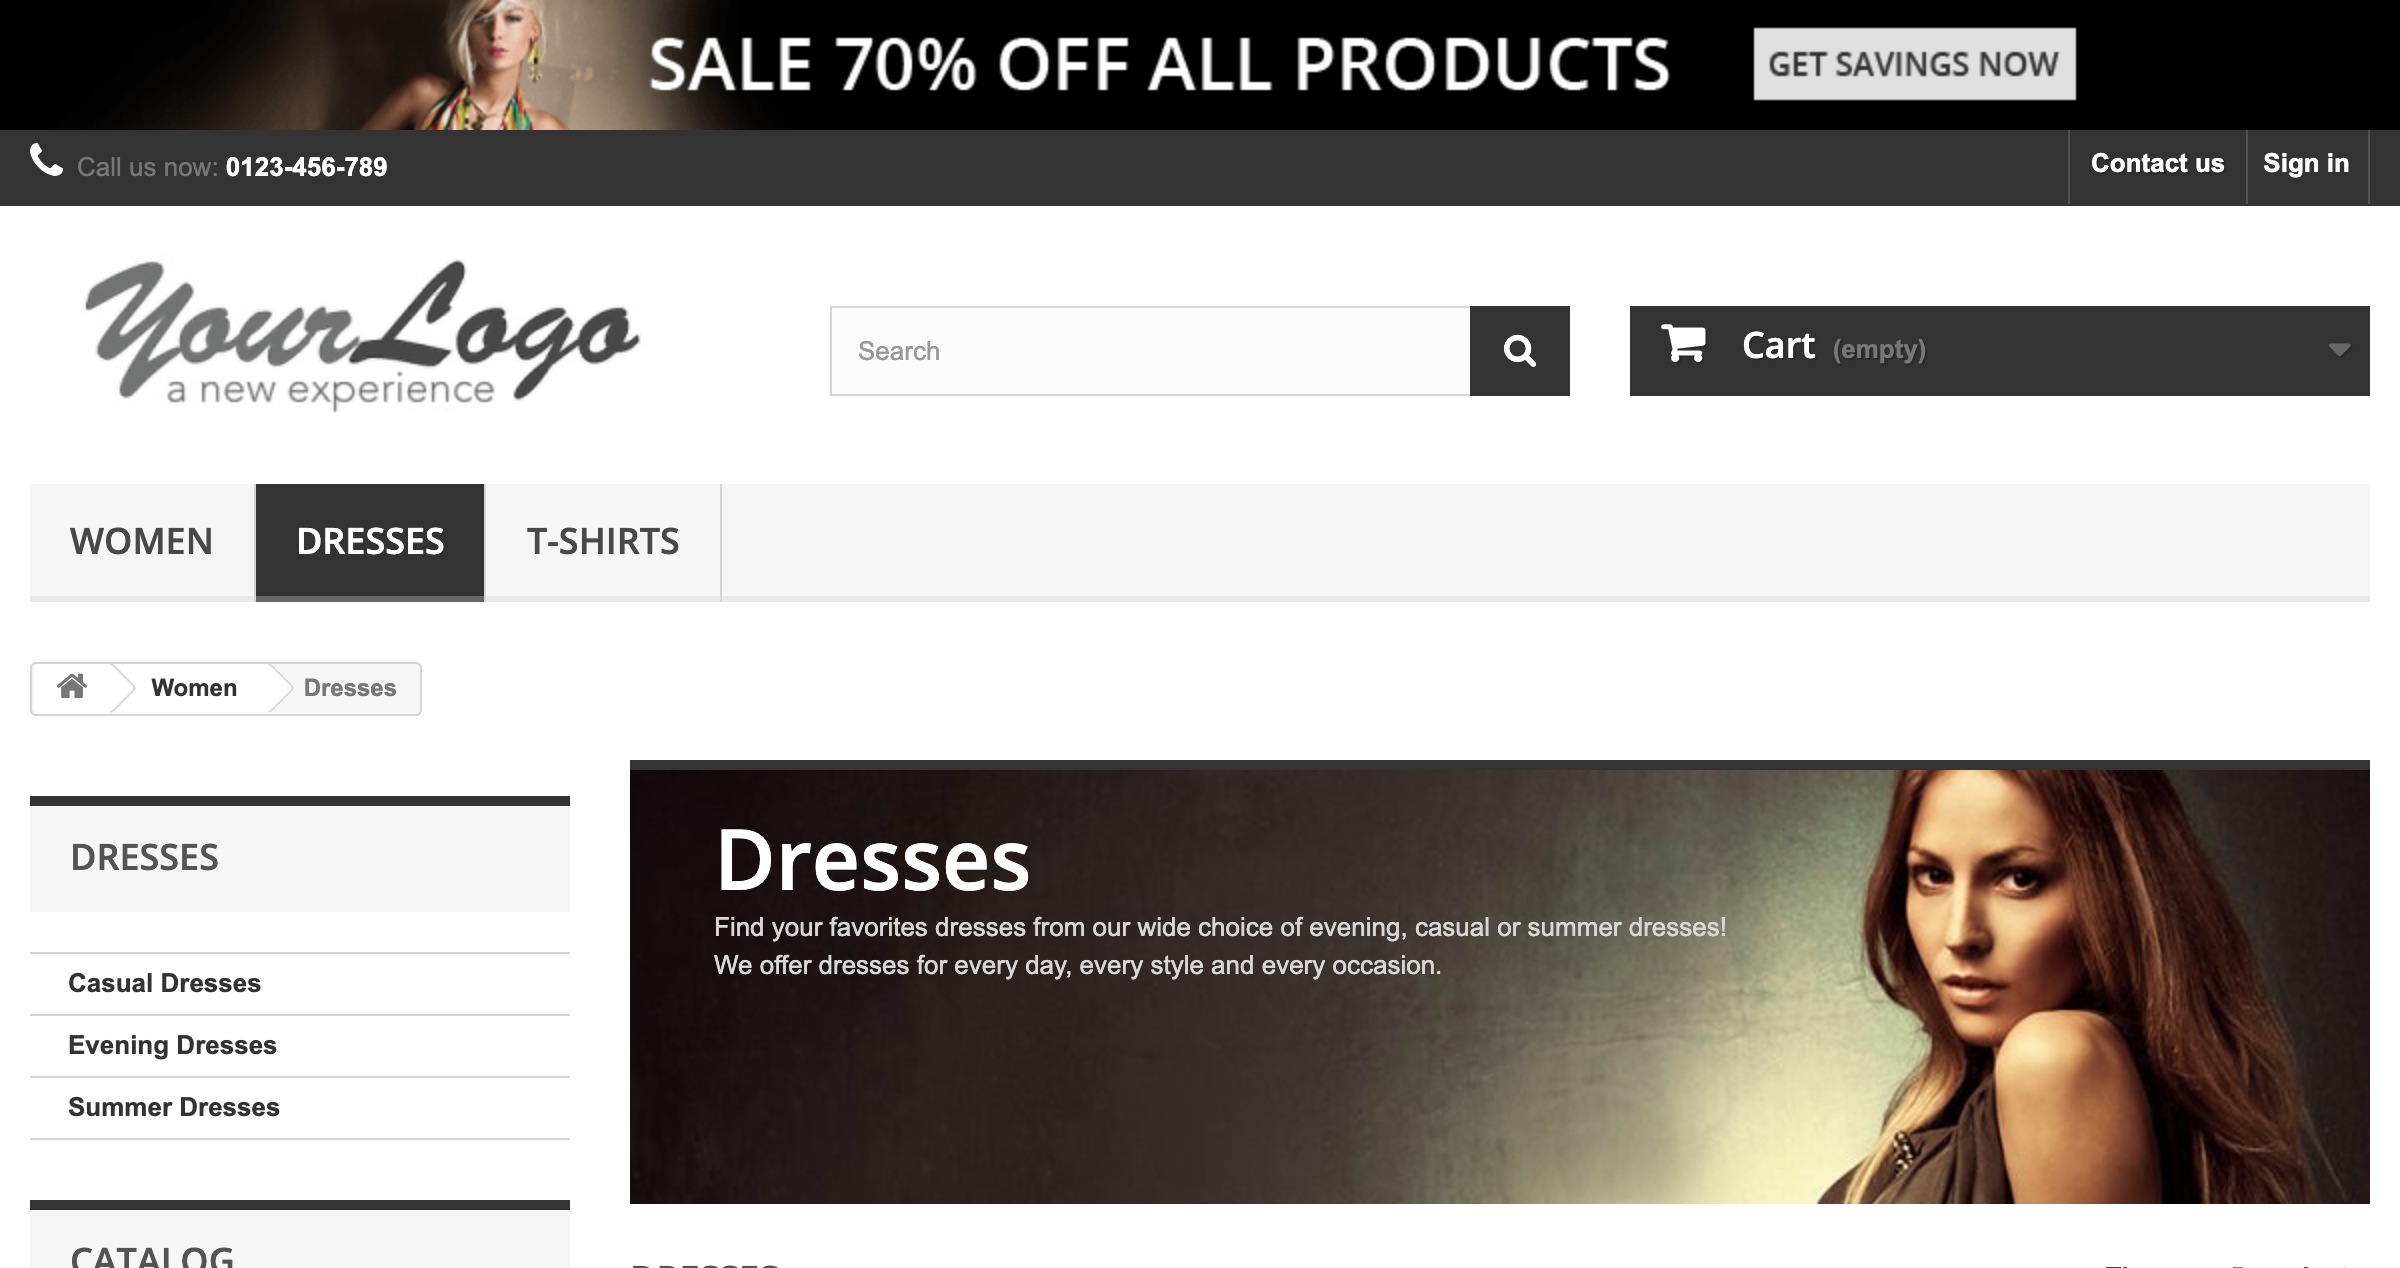 SALE 70% OFF ALL PRODUCTS GET SAVINGS NOW
Call us now: 0123-456-789 Contact us Sign in
Your Logo
a new experience
Search
Cart (empty)
WOMEN DRESSES T-SHIRTS
Women Dresses
DRESSES
Casual Dresses
Evening Dresses
Summer Dresses
CATALOG
Dresses
Find your favorites dresses from our wide choice of evening, casual or summer dresses!
We offer dresses for every day, every style and every occasion.
DRESSES